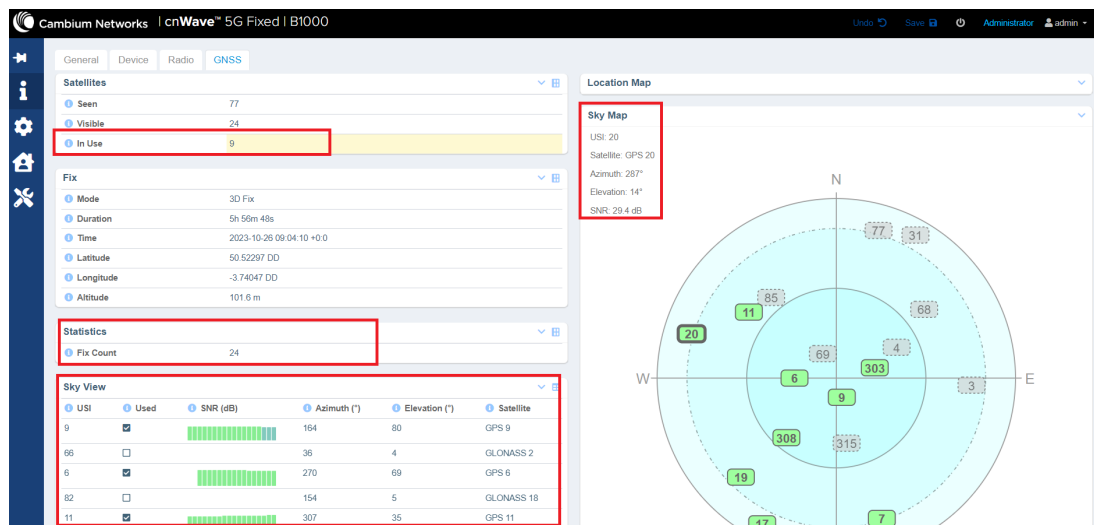 Cambium Networks | cnWave™ 5G Fixed | B1000
Undo Save Administrator admin
General Device Radio GNSS
Satellites
Seen 77
Visible 24
In Use 9
Fix
Mode 3D Fix
Duration 5h 56m 48s
Time 2023-10-26 09:04:10 +0:0
Latitude 50.52297 DD
Longitude -3.74047 DD
Altitude 101.6 m
Statistics
Fix Count 24
Sky View
USI Used SNR (dB) Azimuth (°) Elevation (°) Satellite
9 164 80 GPS 9
66 36 4 GLONASS 2
6 270 69 GPS 6
82 154 5 GLONASS 18
11 307 35 GPS 11
Location Map
Sky Map
USI: 20
Satellite: GPS 20
Azimuth: 287°
Elevation: 14°
SNR: 29.4 dB
N
77 31
85
11 68
20
69 4
303
W 6 E
3
9
308 315
19
17 7